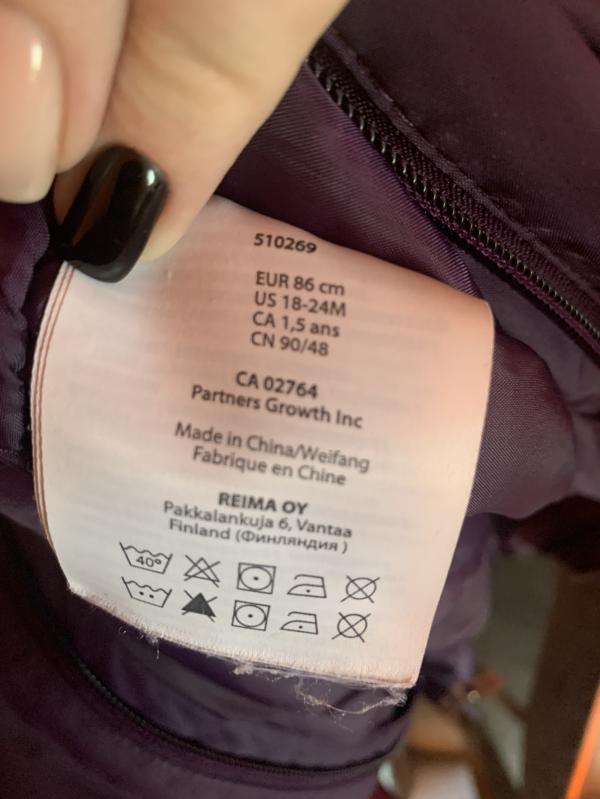 510269
EUR 86 cm
US 18-24M
CA 1,5 ans
CN 90/48
CA 02764
Partners Growth Inc
Made in China/Weifang
Fabrique en Chine
REIMA OY
Pakkalankuja 6, Vantaa
Finland (Финляндия )
40°